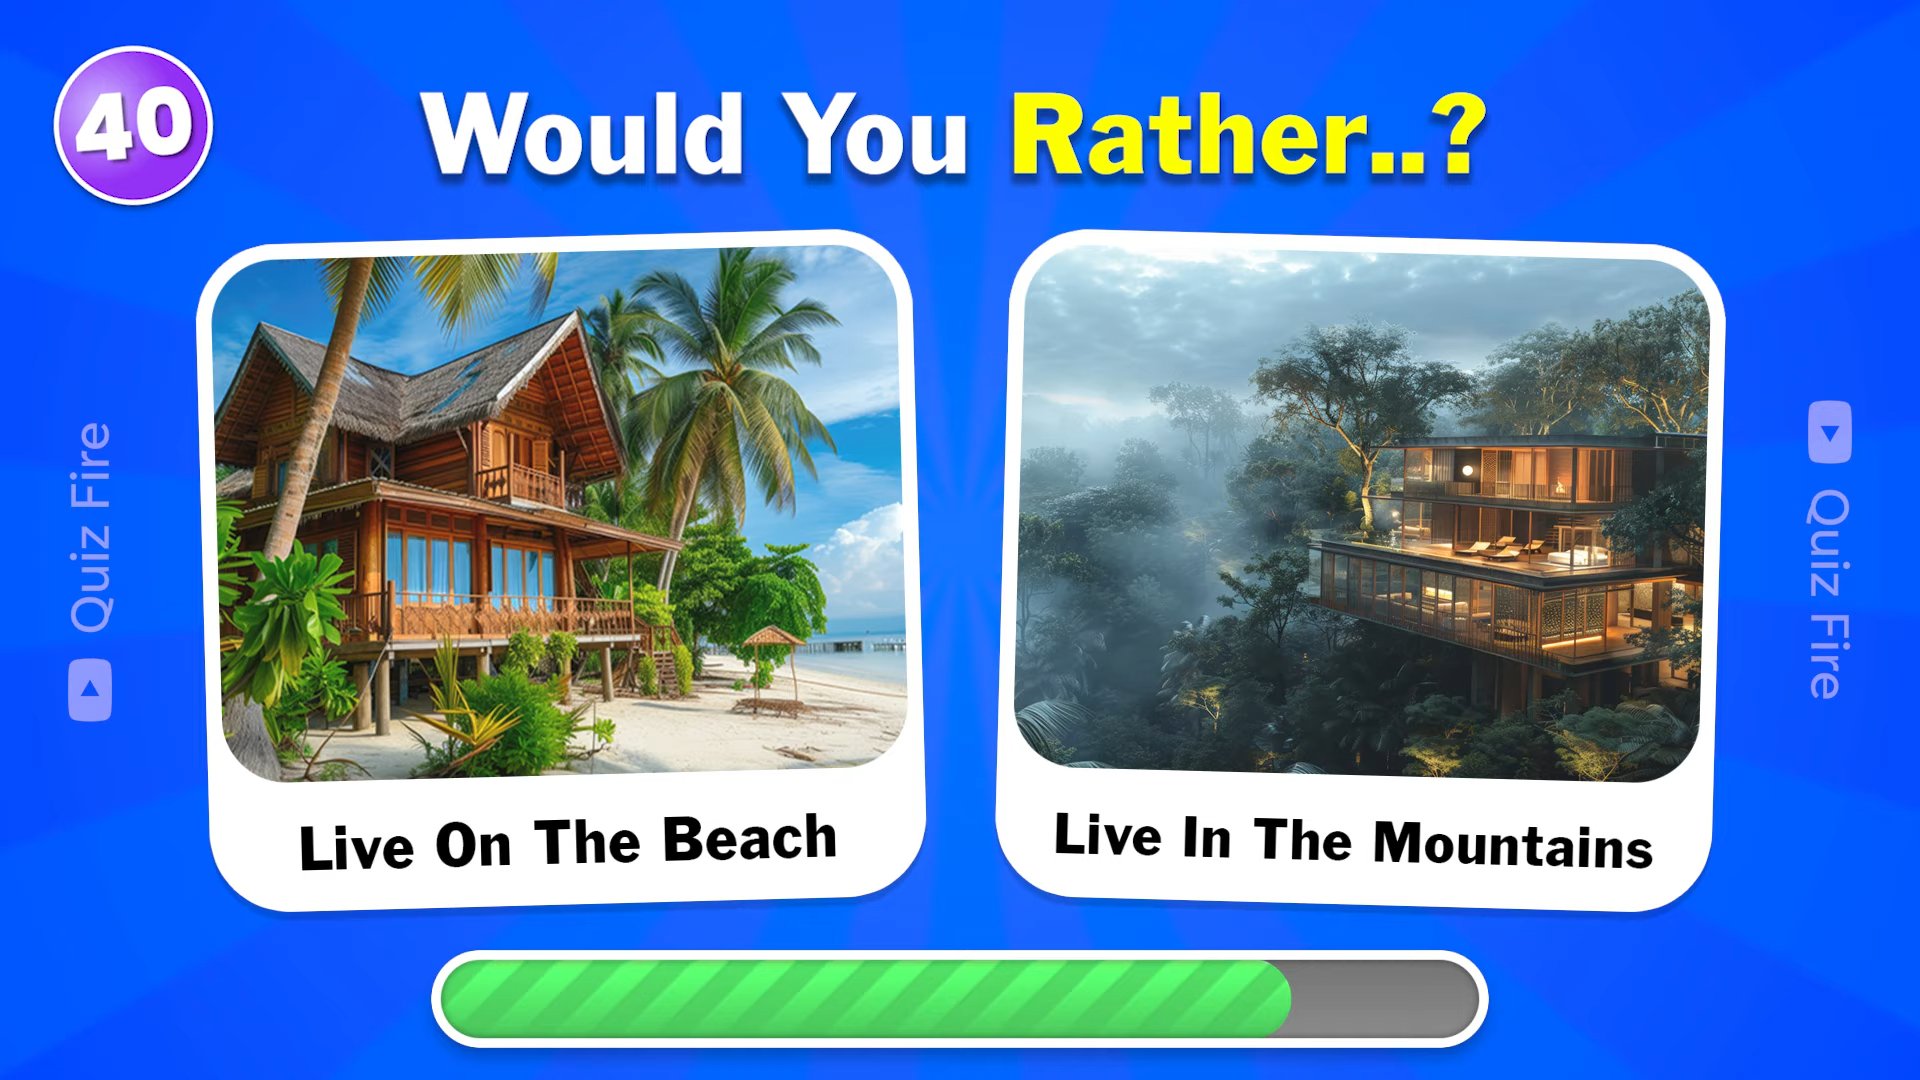 40
Would You Rather..?
Quiz Fire
Quiz Fire
Live On The Beach
Live In The Mountains